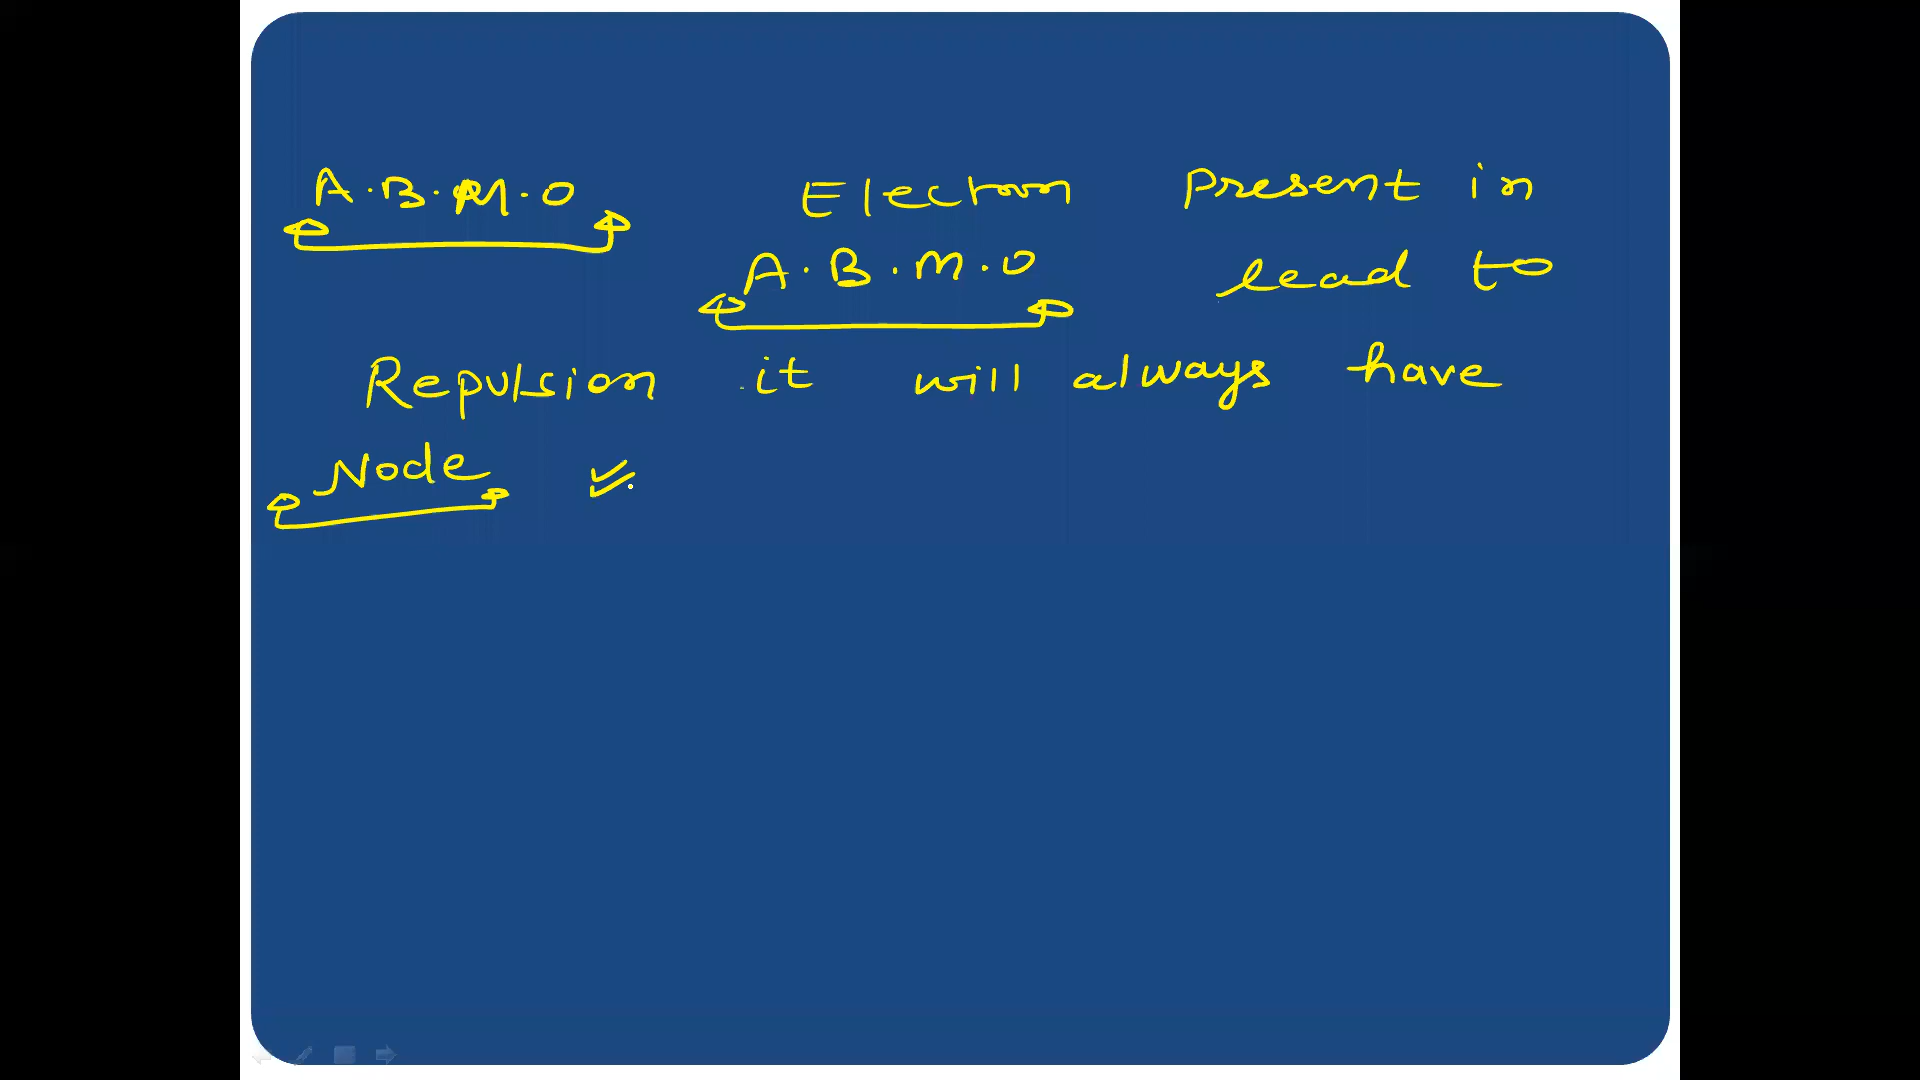 A.B.M.O Electron present in
A.B.M.O lead to
Repulsion it will always have
Node